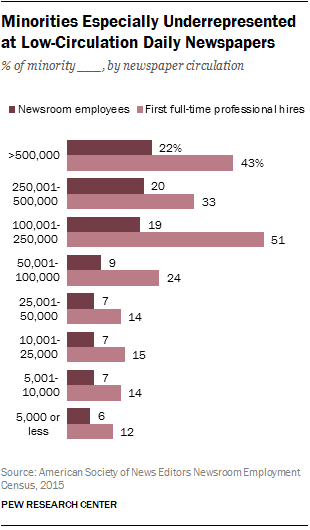 Minorities Especially Underrepresented
at Low-Circulation Daily Newspapers
% of minority ____, by newspaper circulation
Newsroom employees First full-time professional hires
>500,000 22% 43%
250,001-
500,000 20 33
100,001-
250,000 19 51
50,001-
100,000 9 24
25,001-
50,000 7 14
10,001-
25,000 7 15
5,001-
10,000 7 14
5,000 or
less 6 12
Source: American Society of News Editors Newsroom Employment
Census, 2015
PEW RESEARCH CENTER